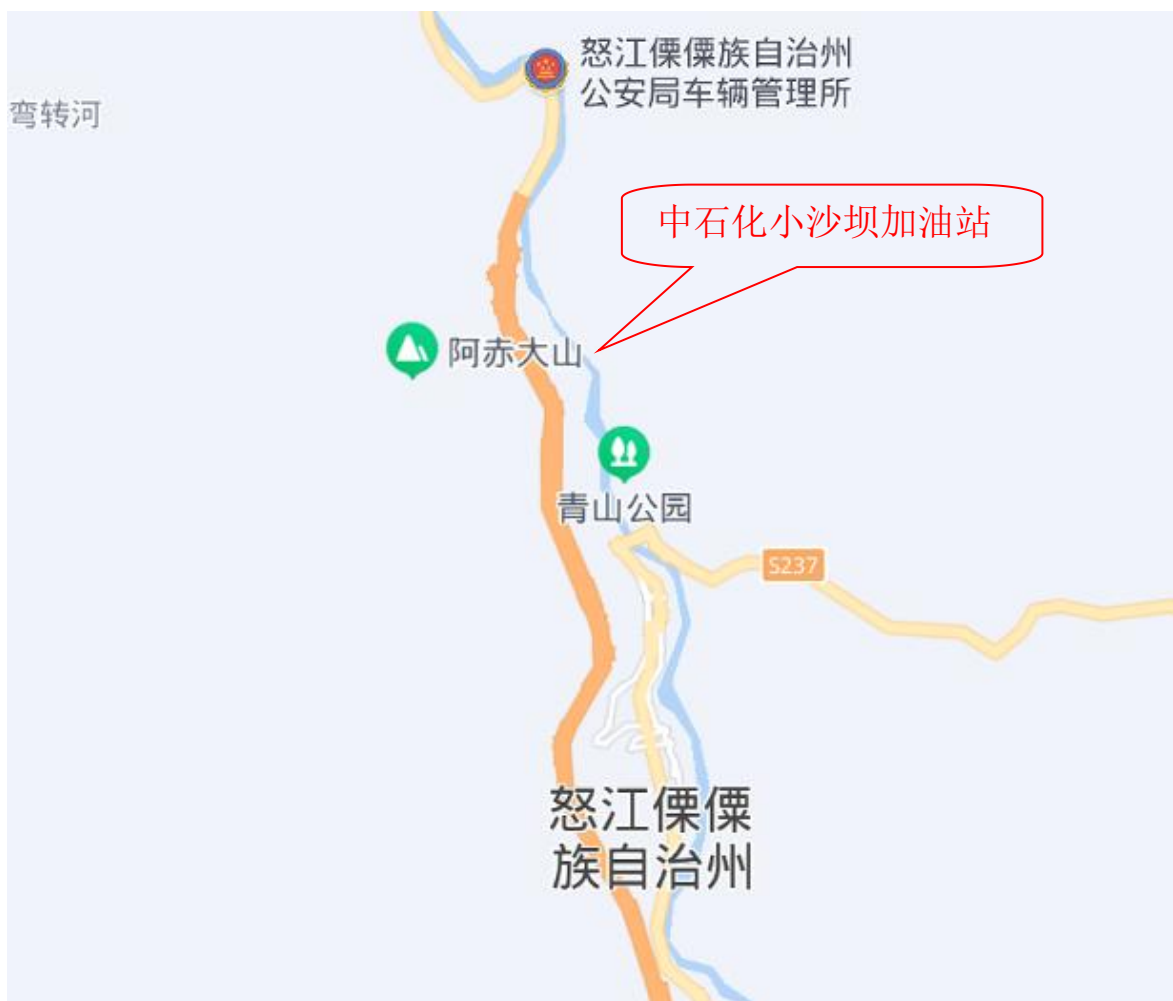 怒江傈僳族自治州
公安局车辆管理所
弯转河
中石化小沙坝加油站
阿赤大山
青山公园
S237
怒江傈僳
族自治州